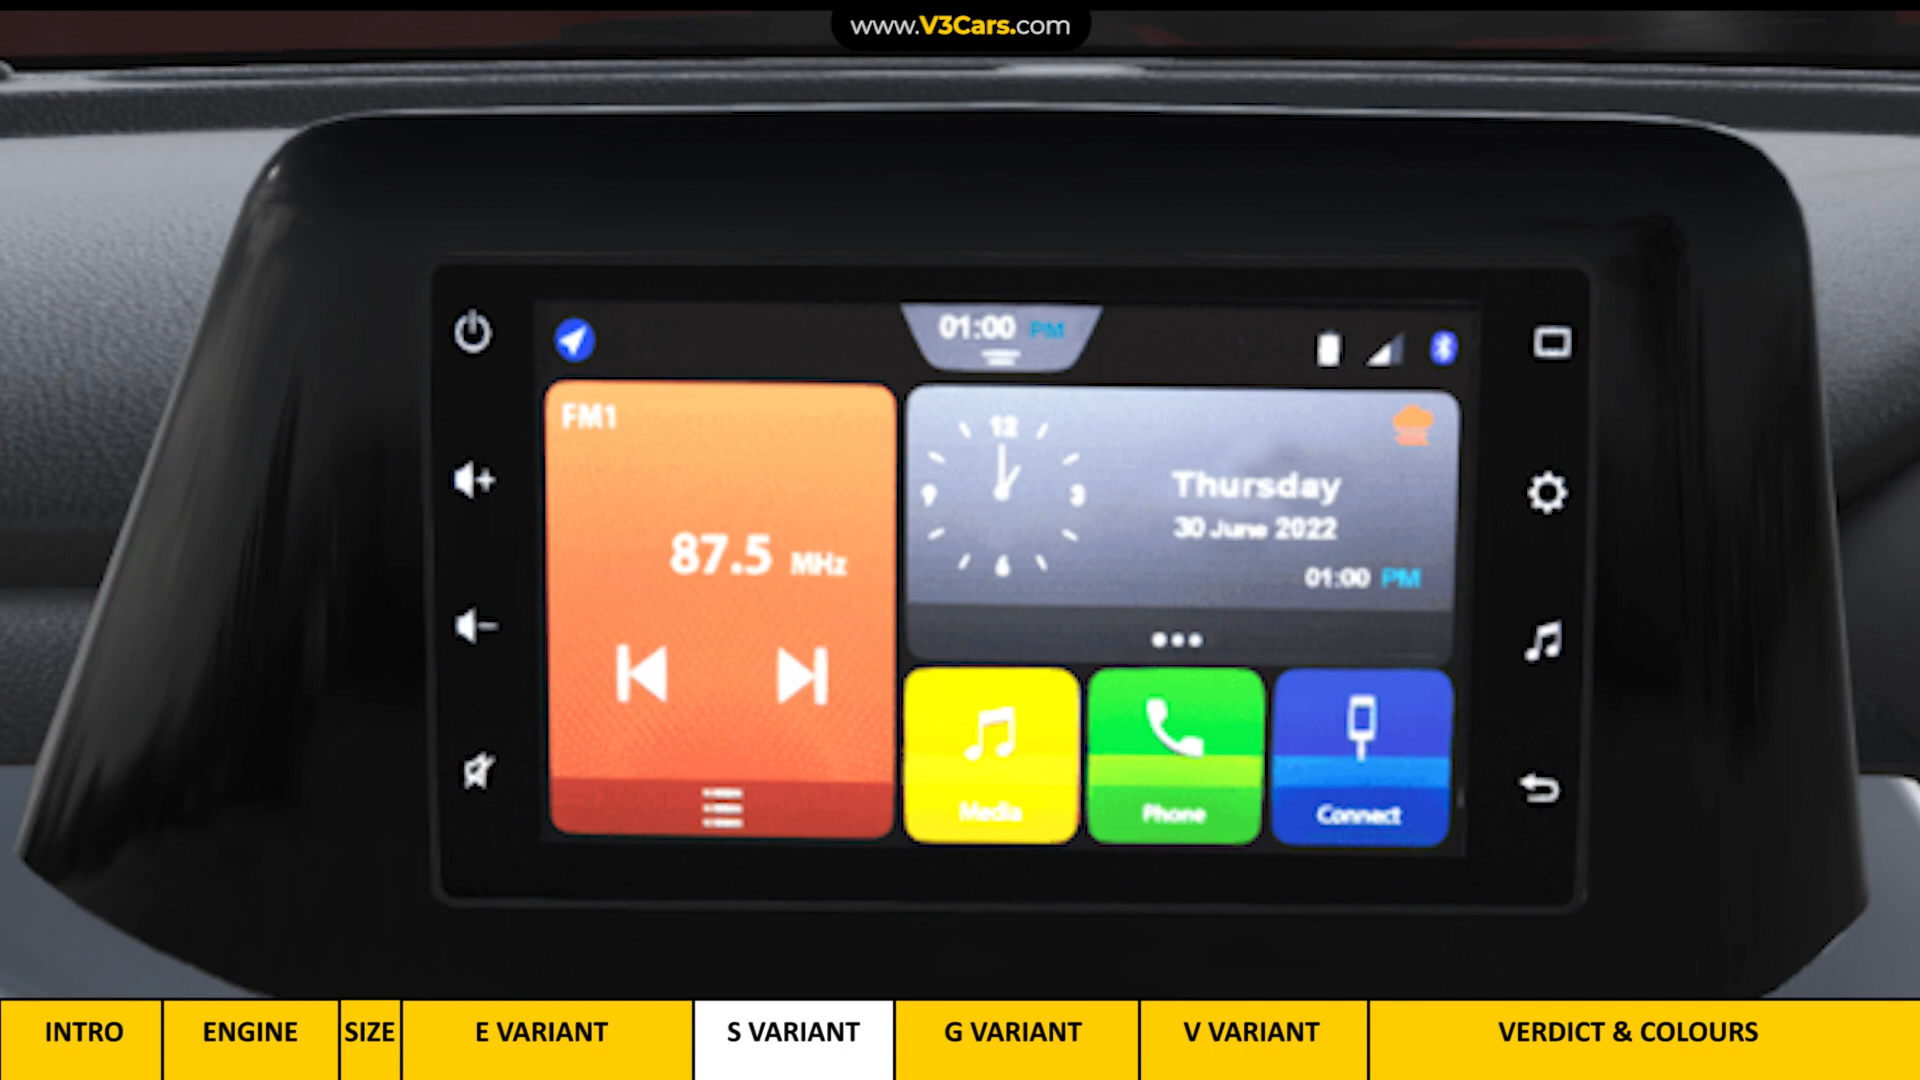 www.V3Cars.com
01:00 PM
FM1
87.5 MHz
12
9
3
6
Thursday
30 June 2022
01:00 PM
Media
Phone
Connect
INTRO
ENGINE
SIZE
E VARIANT
S VARIANT
G VARIANT
V VARIANT
VERDICT & COLOURS